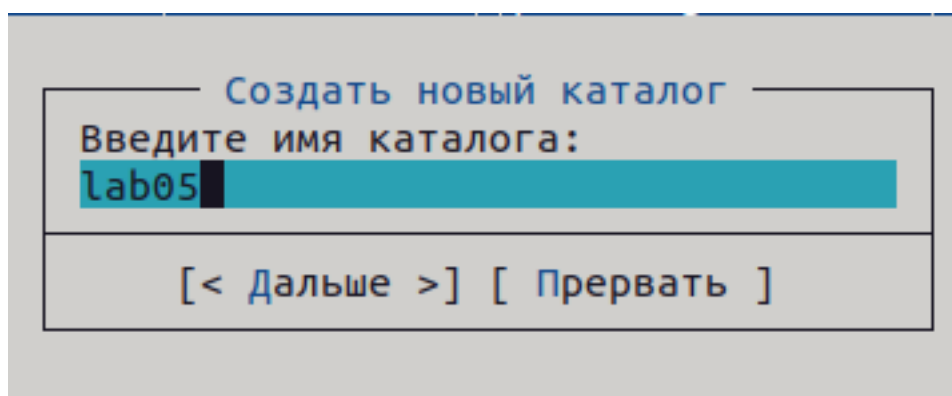 Создать новый каталог
Введите имя каталога:
lab05
[< Дальше >] [ Прервать ]